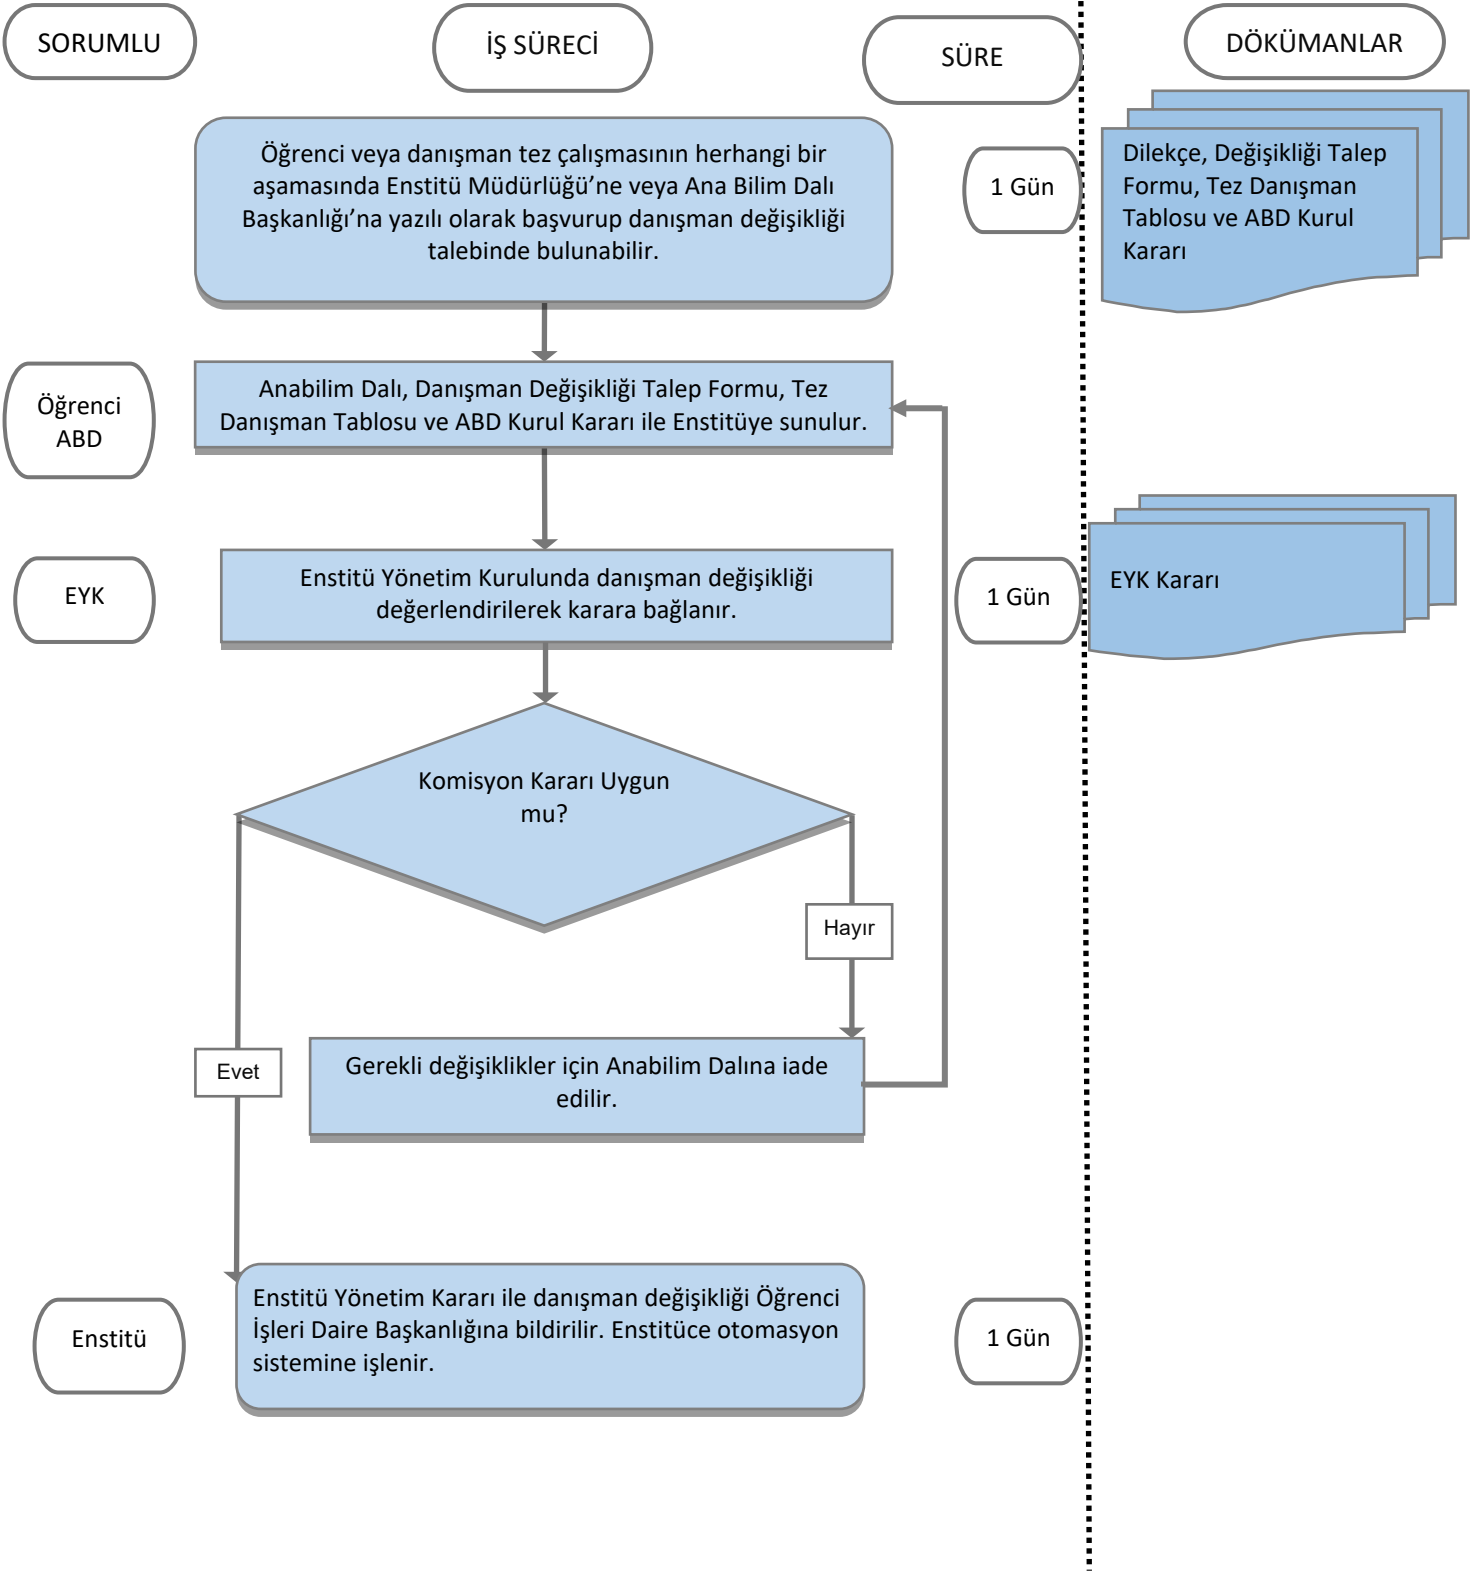 SORUMLU
İŞ SÜRECİ
SÜRE
DÖKÜMANLAR
Öğrenci veya danışman tez çalışmasının herhangi bir
aşamasında Enstitü Müdürlüğü’ne veya Ana Bilim Dalı
Başkanlığı’na yazılı olarak başvurup danışman değişikliği
talebinde bulunabilir.
1 Gün
Dilekçe, Değişikliği Talep
Formu, Tez Danışman
Tablosu ve ABD Kurul
Kararı
Öğrenci
ABD
Anabilim Dalı, Danışman Değişikliği Talep Formu, Tez
Danışman Tablosu ve ABD Kurul Kararı ile Enstitüye sunulur.
EYK
Enstitü Yönetim Kurulunda danışman değişikliği
değerlendirilerek karara bağlanır.
1 Gün
EYK Kararı
Komisyon Kararı Uygun
mu?
Hayır
Evet
Gerekli değişiklikler için Anabilim Dalına iade
edilir.
Enstitü
Enstitü Yönetim Kararı ile danışman değişikliği Öğrenci
İşleri Daire Başkanlığına bildirilir. Enstitüce otomasyon
sistemine işlenir.
1 Gün